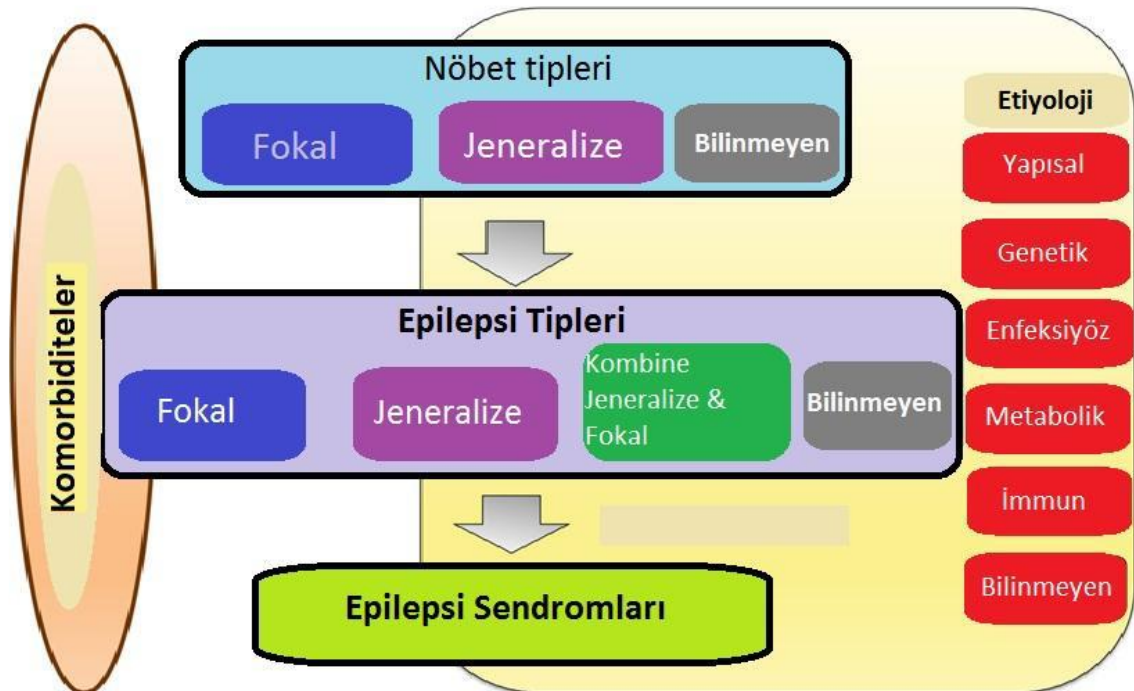 Nöbet tipleri
Fokal
Jeneralize
Bilinmeyen
Epilepsi Tipleri
Fokal
Jeneralize
Kombine
Jeneralize &
Fokal
Bilinmeyen
Epilepsi Sendromları
Komorbiditeler
Etiyoloji
Yapısal
Genetik
Enfeksiyöz
Metabolik
İmmun
Bilinmeyen